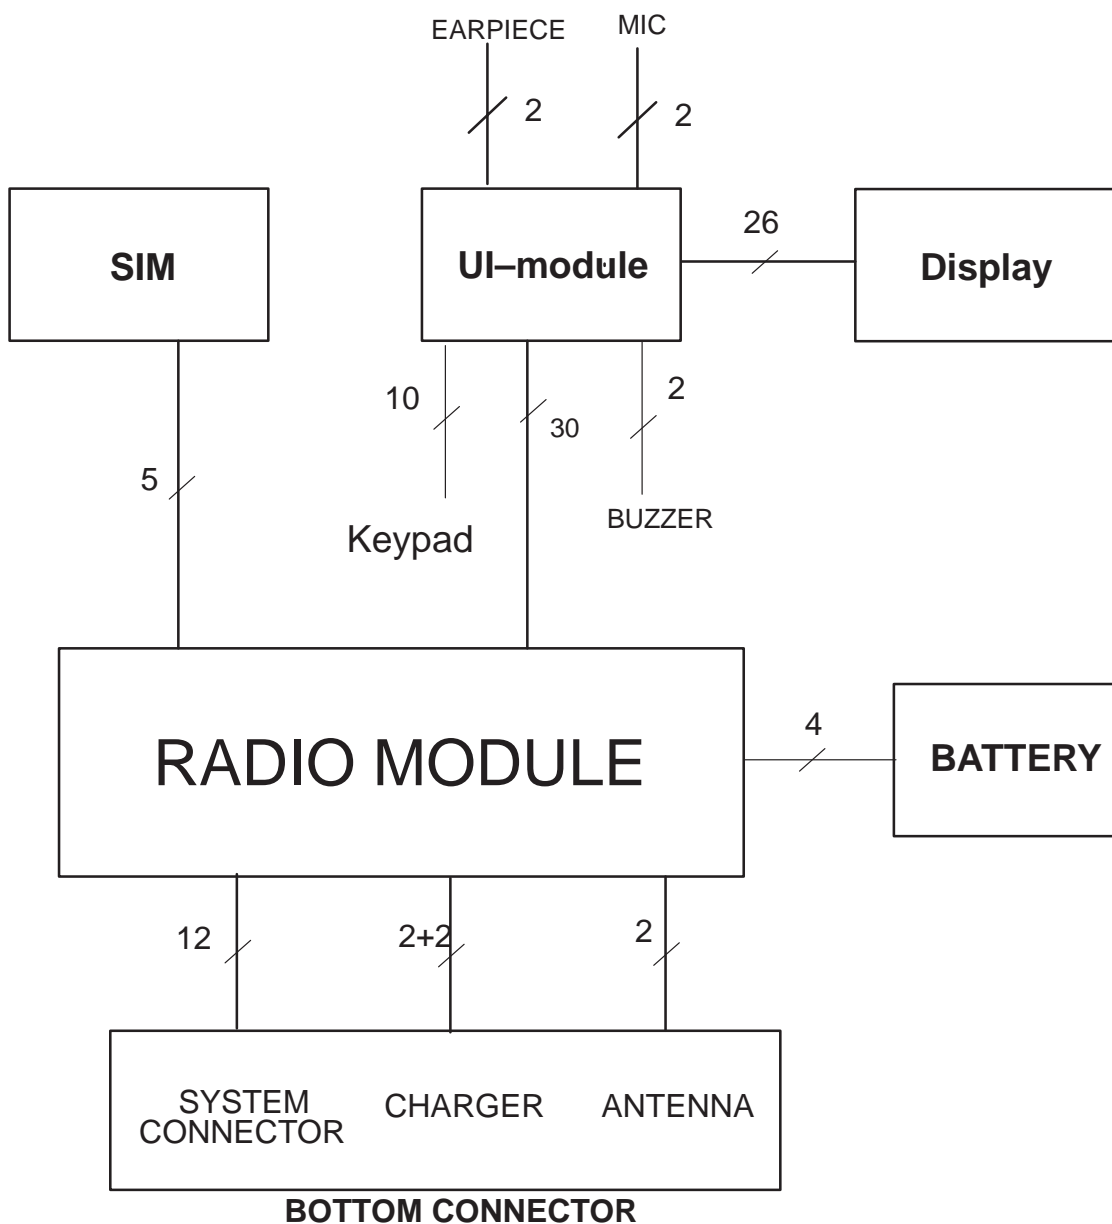 EARPIECE
MIC
2
2
SIM
UI–module
26
Display
10
30
2
5
Keypad
BUZZER
RADIO MODULE
4
BATTERY
12
2+2
2
SYSTEM
CONNECTOR
CHARGER
ANTENNA
BOTTOM CONNECTOR